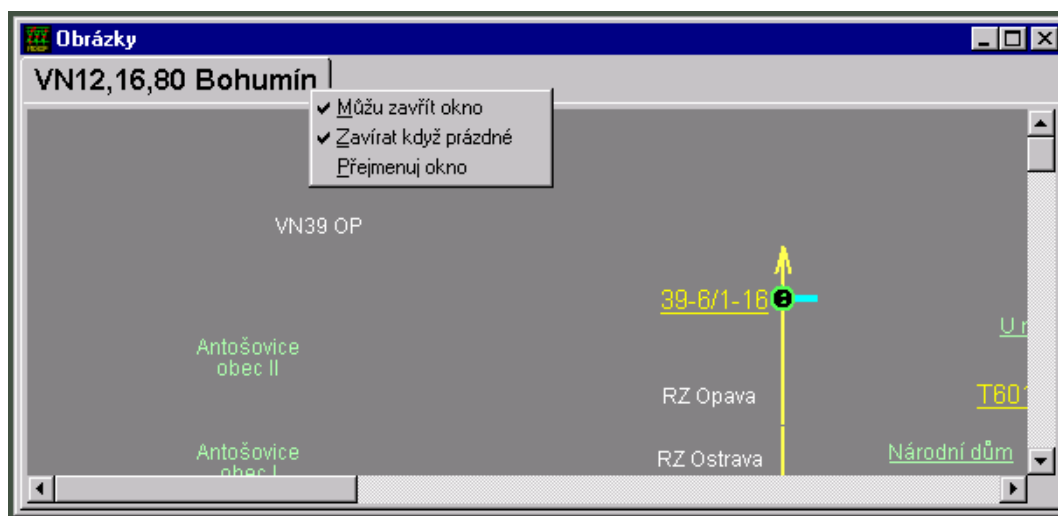 Obrázky
VN12,16,80 Bohumín
Můžu zavřít okno
Zavírat když prázdné
Přejmenuj okno
VN39 OP
39-6/1-16
Antošovice
obec II
RZ Opava
Antošovice
obec I
RZ Ostrava
Národní dům